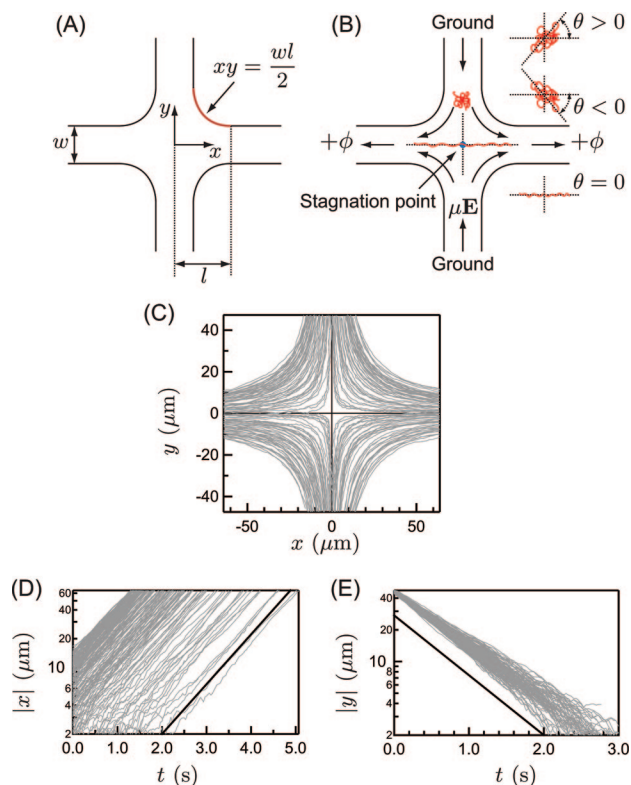 (A)
xy = wl/2
y
x
w
l
(B)
Ground
θ > 0
θ < 0
+ϕ
+ϕ
Stagnation point
θ = 0
μE
Ground
(C)
40
20
0
-20
-40
y (μm)
-50
0
50
x (μm)
(D)
60
40
20
10
6
4
2
|x| (μm)
0.0 1.0 2.0 3.0 4.0 5.0
t (s)
(E)
40
20
10
8
6
4
2
|y| (μm)
0.0 1.0 2.0 3.0
t (s)